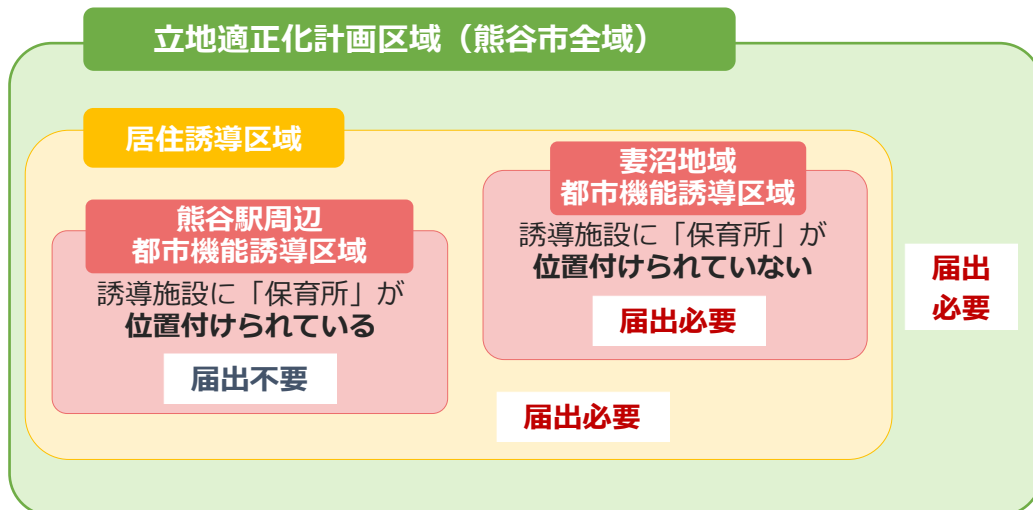 立地適正化計画区域（熊谷市全域）
居住誘導区域
熊谷駅周辺
都市機能誘導区域
誘導施設に「保育所」が
位置付けられている
届出不要
妻沼地域
都市機能誘導区域
誘導施設に「保育所」が
位置付けられていない
届出必要
届出必要
届出
必要